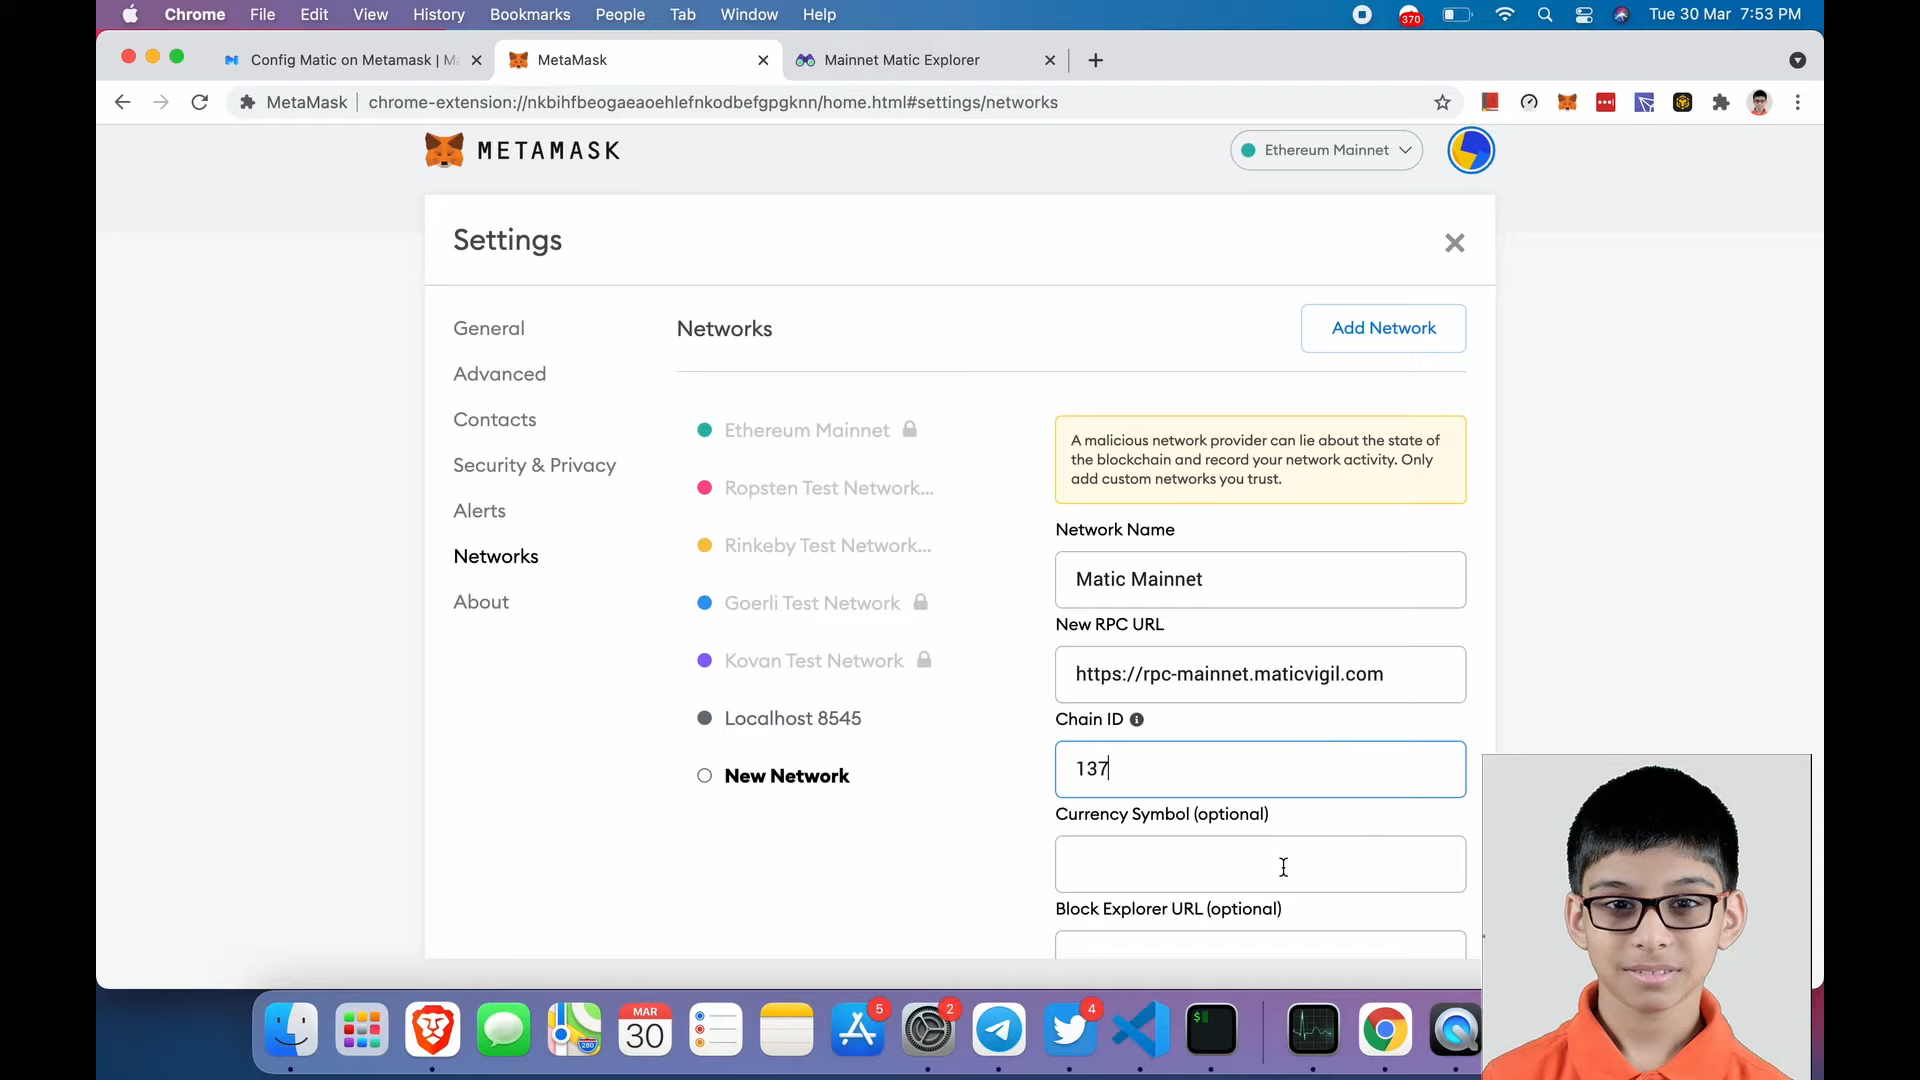 Chrome File Edit View History Bookmarks People Tab Window Help
370
Tue 30 Mar 7:53 PM
Config Matic on Metamask | Ma
MetaMask
Mainnet Matic Explorer
MetaMask
chrome-extension://nkbihfbeogaeaoehlefnkodbefgpgknn/home.html#settings/networks
METAMASK
Ethereum Mainnet
Settings
General
Advanced
Contacts
Security & Privacy
Alerts
Networks
About
Networks
Add Network
Ethereum Mainnet
Ropsten Test Network...
Rinkeby Test Network...
Goerli Test Network
Kovan Test Network
Localhost 8545
New Network
A malicious network provider can lie about the state of
the blockchain and record your network activity. Only
add custom networks you trust.
Network Name
Matic Mainnet
New RPC URL
https://rpc-mainnet.maticvigil.com
Chain ID
137
Currency Symbol (optional)
Block Explorer URL (optional)
280
MAR
30
5
2
4
$